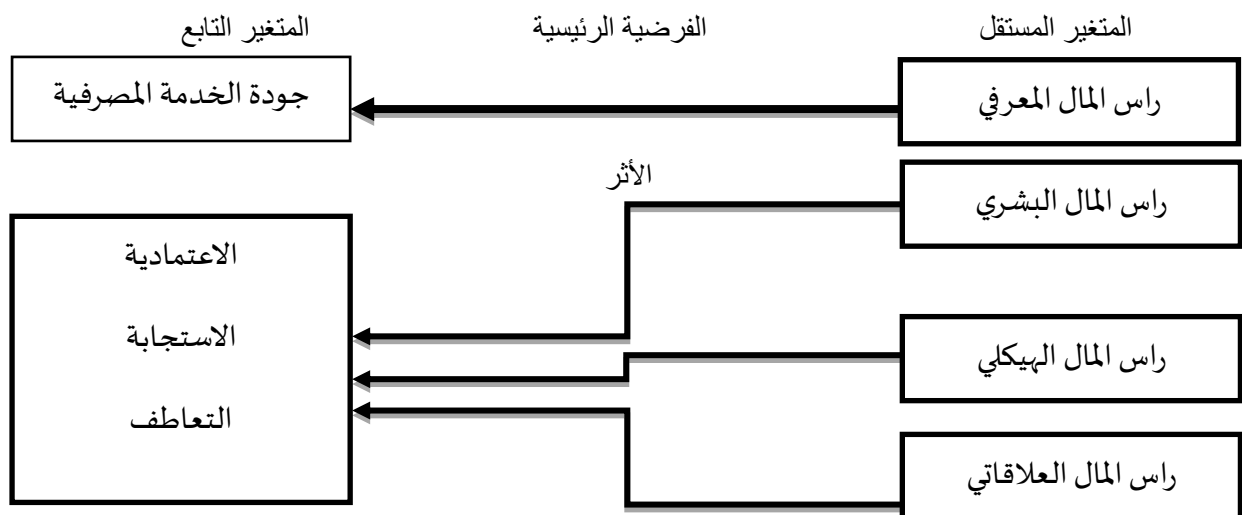 المتغير المستقل
الفرضية الرئيسية
المتغير التابع
راس المال المعرفي
جودة الخدمة المصرفية
الأثر
راس المال البشري
الاعتمادية
الاستجابة
راس المال الهيكلي
التعاطف
راس المال العلاقاتي